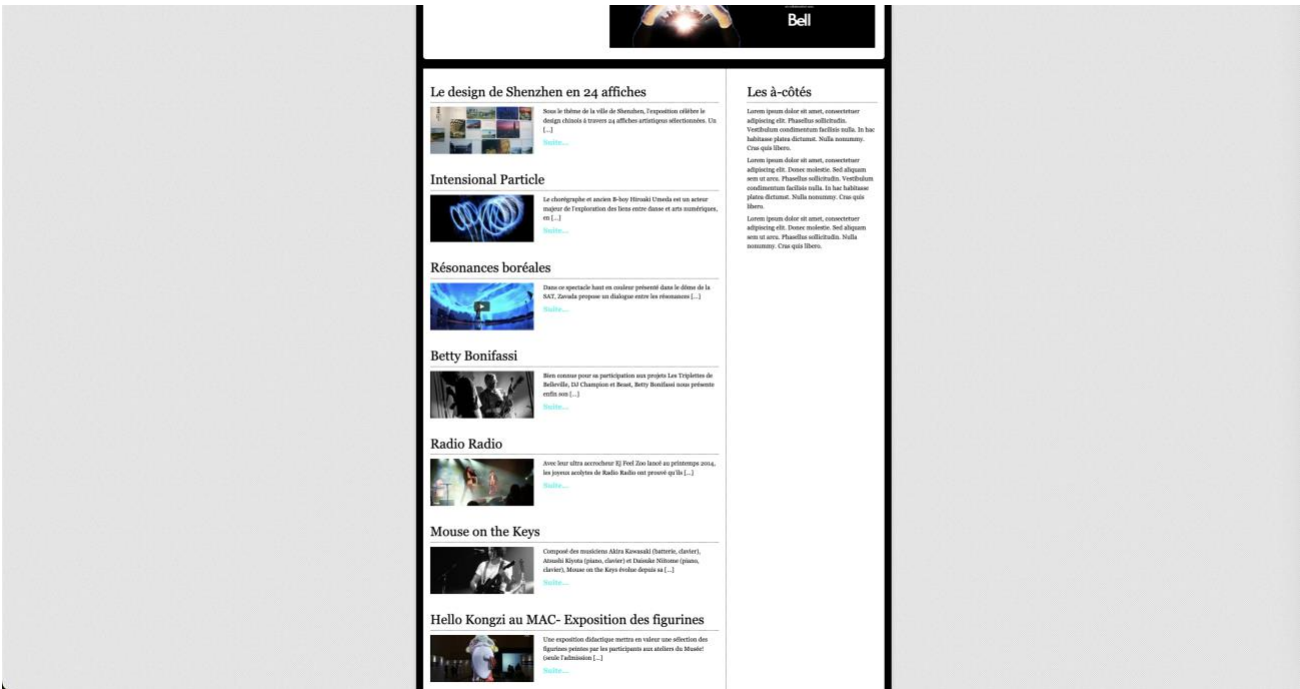 Bell
Le design de Shenzhen en 24 affiches
Sous le thème de la ville de Shenzhen, l'exposition célèbre le
design chinois à travers 24 affiches artistiques sélectionnées. Un
[...]
Suite...
Intensional Particle
Le chorégraphe et ancien B-boy Hiroaki Umeda est un acteur
majeur de l'exploration des liens entre danse et arts numériques,
en [...]
Suite...
Résonances boréales
Dans ce spectacle haut en couleur présenté dans le dôme de la
SAT, Zavada propose un dialogue entre les résonances [...]
Suite...
Betty Bonifassi
Bien connue pour sa participation aux projets Les Triplettes de
Belleville, DJ Champion et Beast, Betty Bonifassi nous présente
enfin son [...]
Suite...
Radio Radio
Avec leur ultra accrocheur Ej Feel Zoo lancé au printemps 2014,
les joyeux acolytes de Radio Radio ont prouvé qu'ils [...]
Suite...
Mouse on the Keys
Composé des musiciens Akira Kawasaki (batterie, clavier),
Atsushi Kiyota (piano, clavier) et Daisuke Niitome (piano,
clavier), Mouse on the Keys évolue depuis sa [...]
Suite...
Hello Kongzi au MAC- Exposition des figurines
Une exposition didactique mettra en valeur une sélection des
figurines peintes par les participants aux ateliers du Musée!
(seule l'admission [...]
Suite...
Les à-côtés
Lorem ipsum dolor sit amet, consectetuer
adipiscing elit. Phasellus sollicitudin.
Vestibulum condimentum facilisis nulla. In hac
habitasse platea dictumst. Nulla nonummy.
Cras quis libero.
Lorem ipsum dolor sit amet, consectetuer
adipiscing elit. Donec molestie. Sed aliquam
sem ut arcu. Phasellus sollicitudin. Vestibulum
condimentum facilisis nulla. In hac habitasse
platea dictumst. Nulla nonummy. Cras quis
libero.
Lorem ipsum dolor sit amet, consectetuer
adipiscing elit. Donec molestie. Sed aliquam
sem ut arcu. Phasellus sollicitudin. Nulla
nonummy. Cras quis libero.